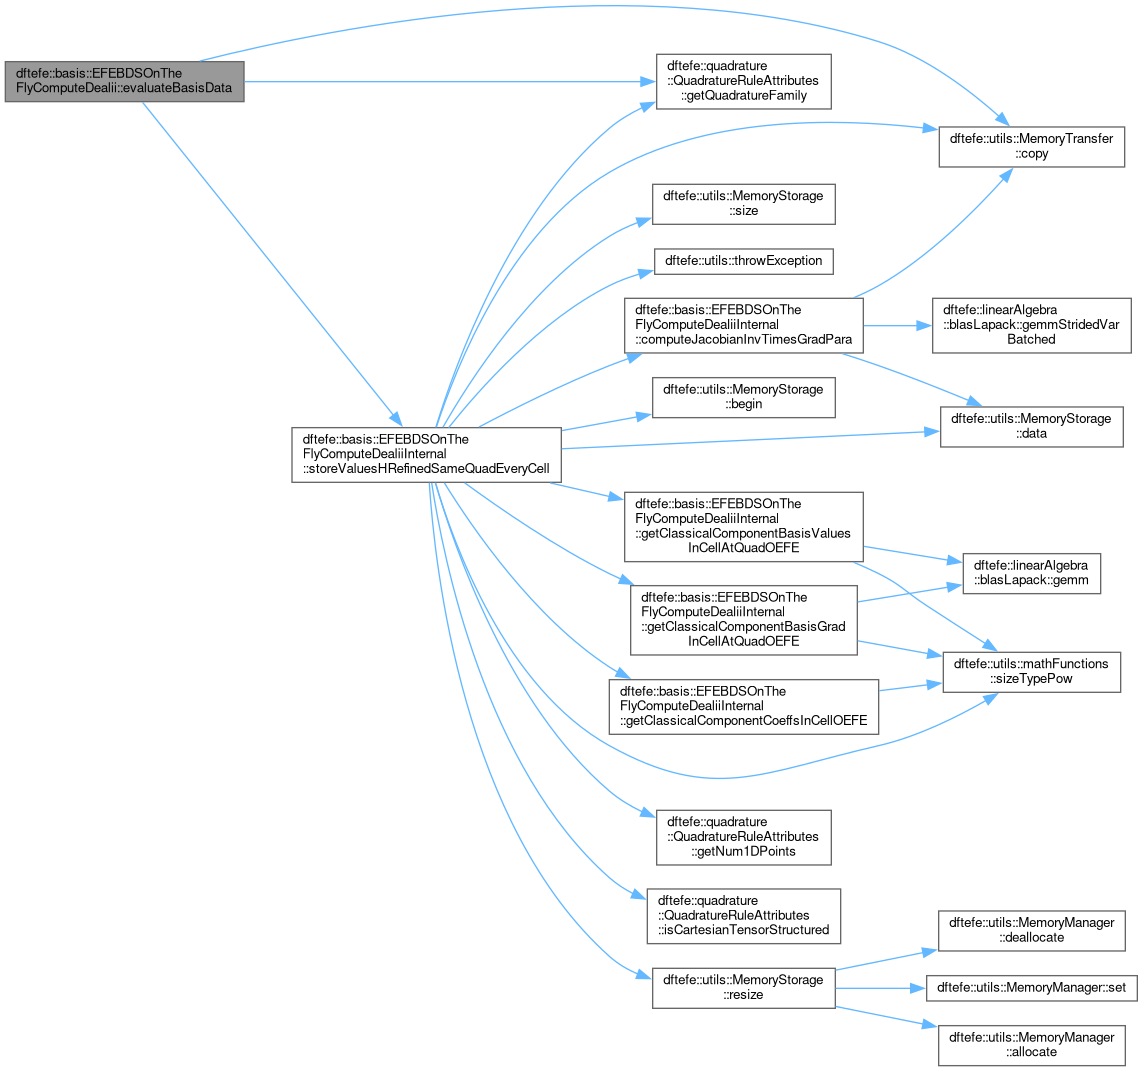 dftefe::basis::EFEBDSOnThe
FlyComputeDealii::evaluateBasisData
dftefe::quadrature
::QuadratureRuleAttributes
::getQuadratureFamily
dftefe::utils::MemoryTransfer
::copy
dftefe::utils::MemoryStorage
::size
dftefe::utils::throwException
dftefe::basis::EFEBDSOnThe
FlyComputeDealiiInternal
::computeJacobianInvTimesGradPara
dftefe::linearAlgebra
::blasLapack::gemmStridedVar
Batched
dftefe::utils::MemoryStorage
::begin
dftefe::utils::MemoryStorage
::data
dftefe::basis::EFEBDSOnThe
FlyComputeDealiiInternal
::storeValuesHRefinedSameQuadEveryCell
dftefe::basis::EFEBDSOnThe
FlyComputeDealiiInternal
::getClassicalComponentBasisValues
InCellAtQuadOEFE
dftefe::linearAlgebra
::blasLapack::gemm
dftefe::basis::EFEBDSOnThe
FlyComputeDealiiInternal
::getClassicalComponentBasisGrad
InCellAtQuadOEFE
dftefe::utils::mathFunctions
::sizeTypePow
dftefe::basis::EFEBDSOnThe
FlyComputeDealiiInternal
::getClassicalComponentCoeffsInCellOEFE
dftefe::quadrature
::QuadratureRuleAttributes
::getNum1DPoints
dftefe::quadrature
::QuadratureRuleAttributes
::isCartesianTensorStructured
dftefe::utils::MemoryManager
::deallocate
dftefe::utils::MemoryStorage
::resize
dftefe::utils::MemoryManager::set
dftefe::utils::MemoryManager
::allocate